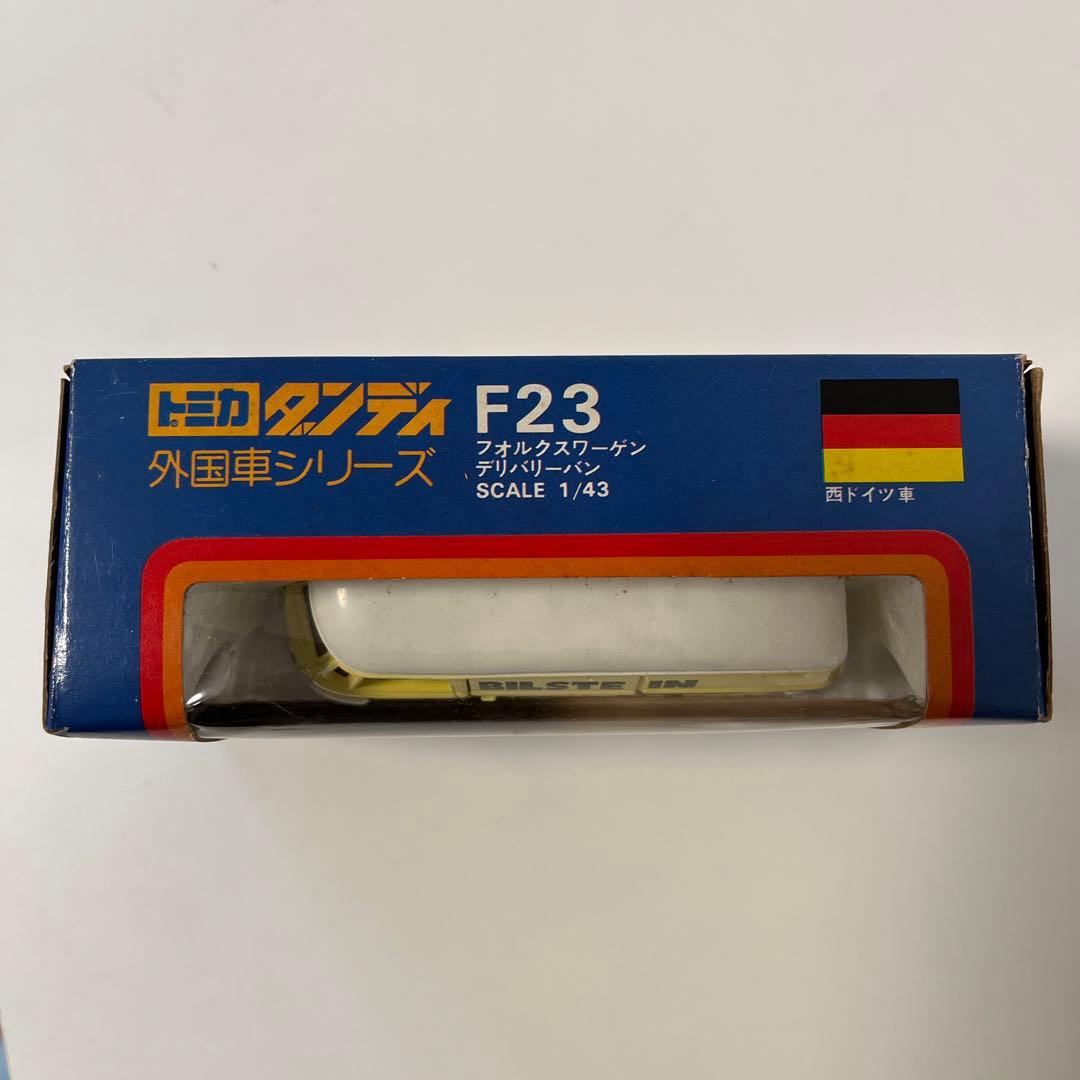 トミカ ダンディ
外国車シリーズ
F23
フォルクスワーゲン
デリバリーバン
SCALE 1/43
西ドイツ車
BILSTEIN